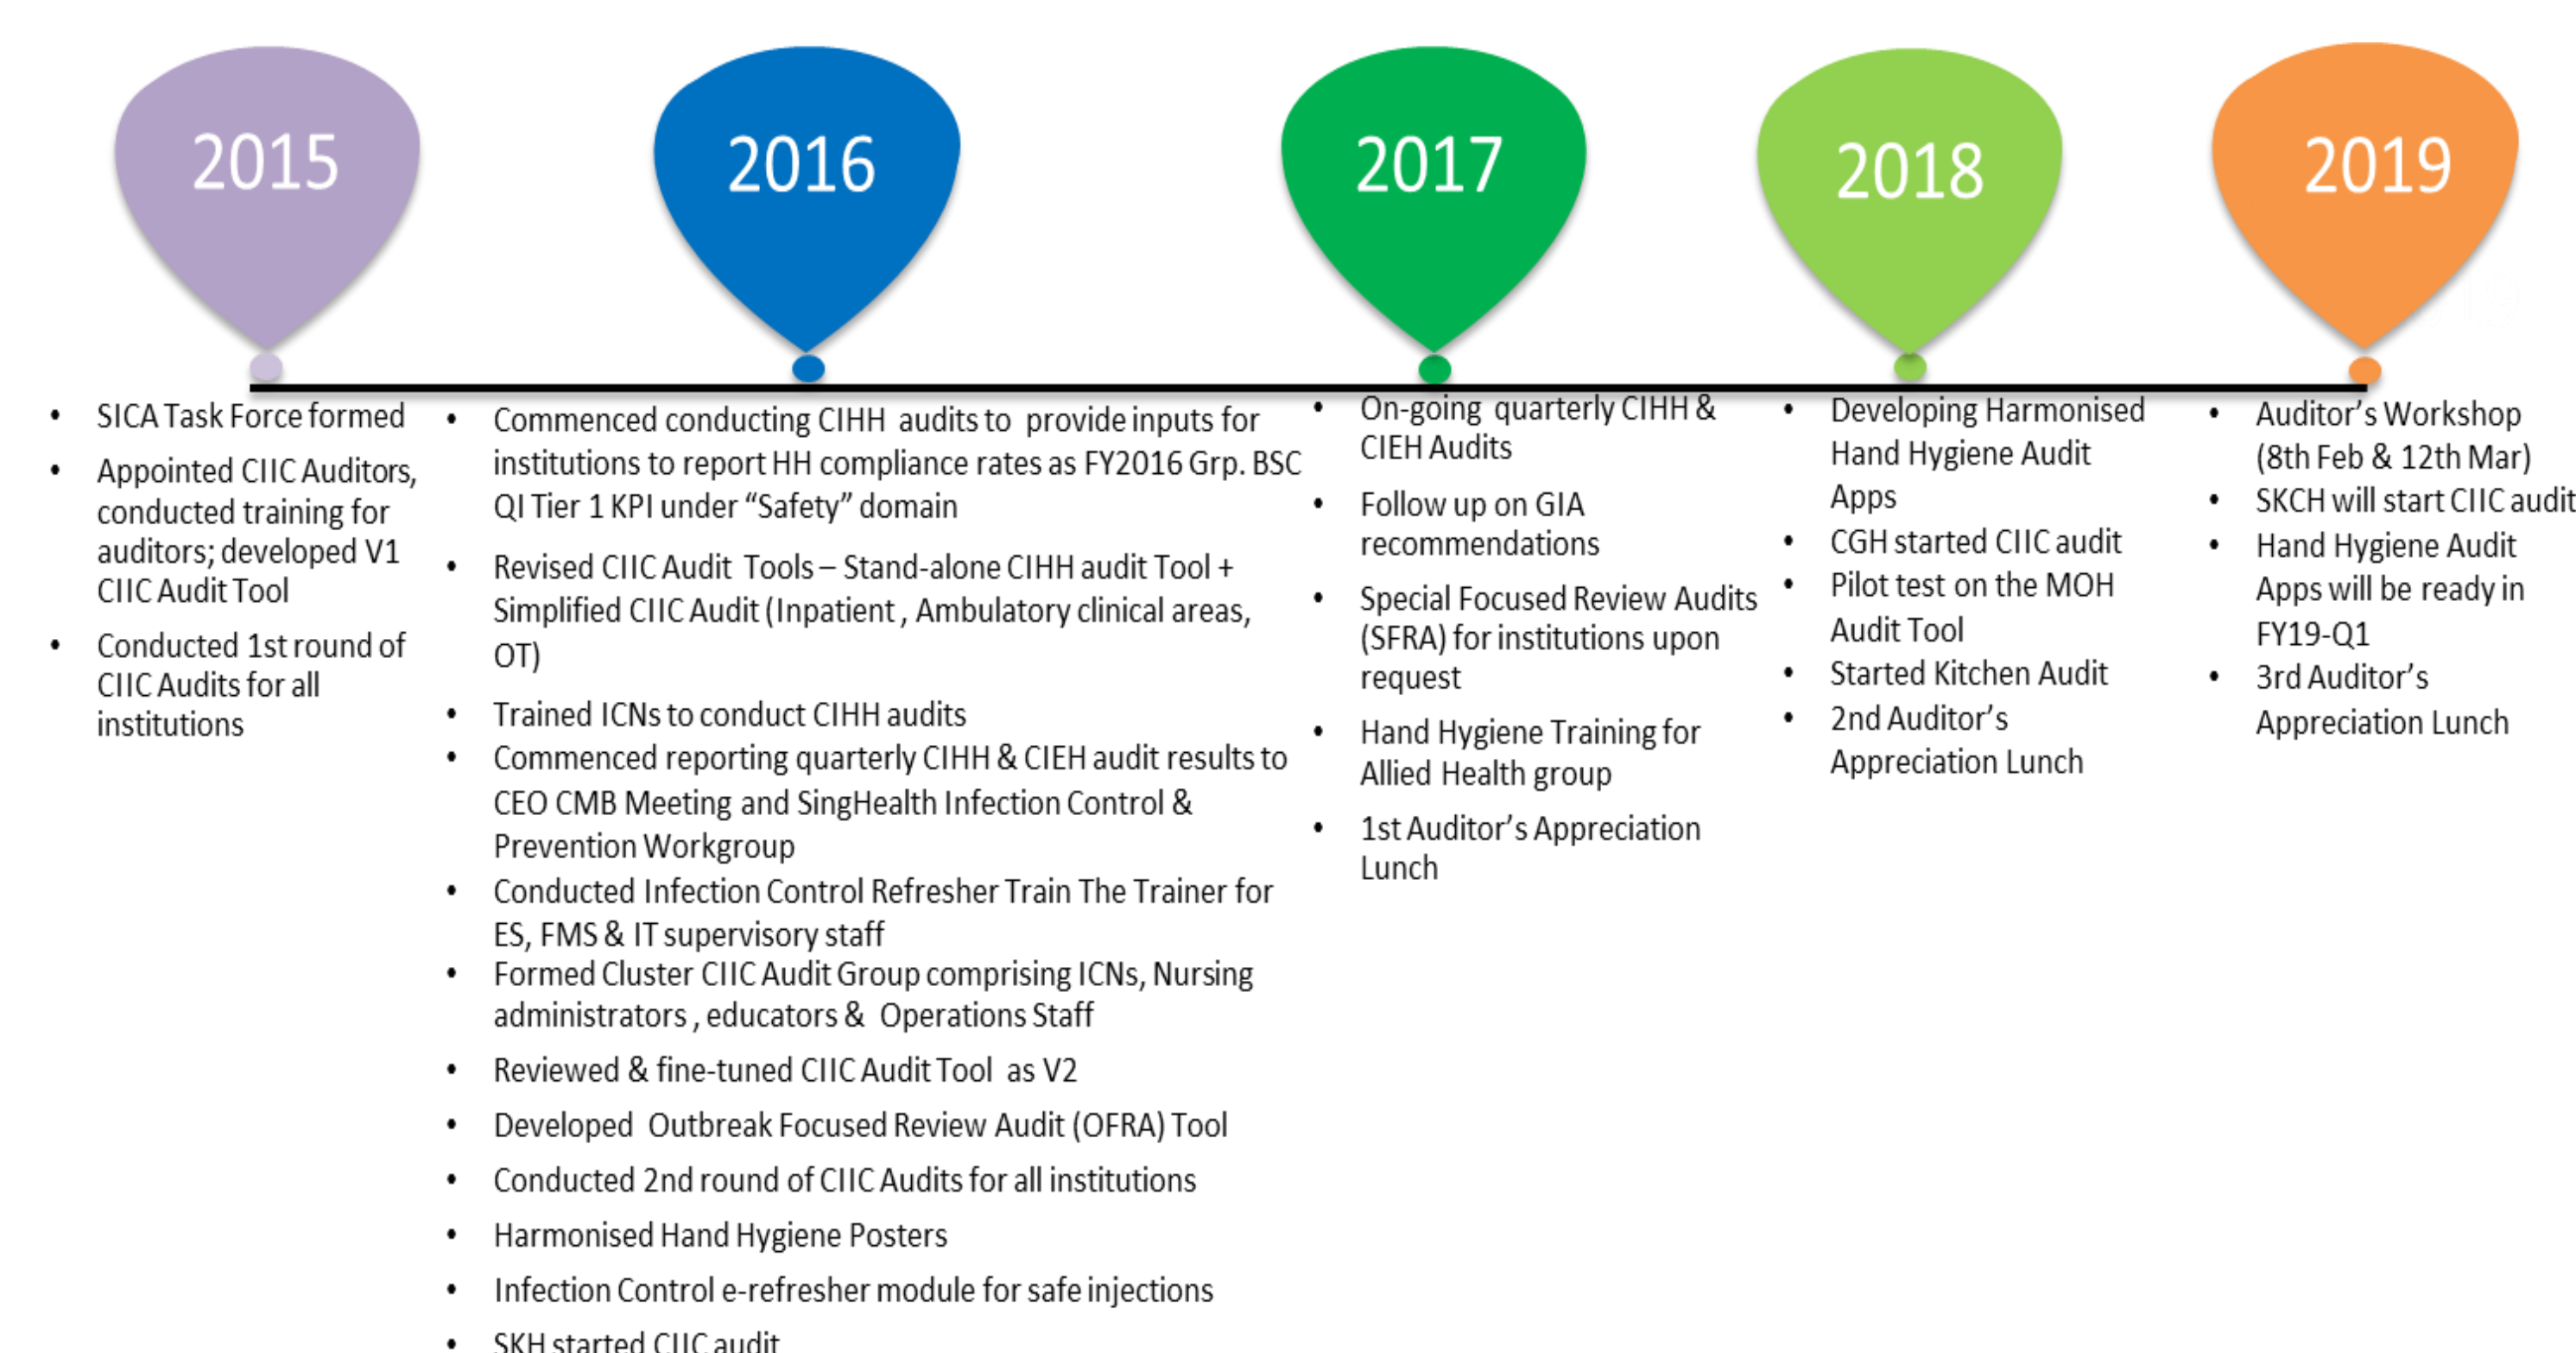 2015
2016
2017
2018
2019
• SICA Task Force formed
• Appointed CIIC Auditors,
conducted training for
auditors; developed V1
CIIC Audit Tool
• Conducted 1st round of
CIIC Audits for all
institutions
• Commenced conducting CIHH audits to provide inputs for
institutions to report HH compliance rates as FY2016 Grp. BSC
QI Tier 1 KPI under “Safety” domain
• Revised CIIC Audit Tools – Stand-alone CIHH audit Tool +
Simplified CIIC Audit (Inpatient , Ambulatory clinical areas,
OT)
• Trained ICNs to conduct CIHH audits
• Commenced reporting quarterly CIHH & CIEH audit results to
CEO CMB Meeting and SingHealth Infection Control &
Prevention Workgroup
• Conducted Infection Control Refresher Train The Trainer for
ES, FMS & IT supervisory staff
• Formed Cluster CIIC Audit Group comprising ICNs, Nursing
administrators , educators & Operations Staff
• Reviewed & fine-tuned CIIC Audit Tool as V2
• Developed Outbreak Focused Review Audit (OFRA) Tool
• Conducted 2nd round of CIIC Audits for all institutions
• Harmonised Hand Hygiene Posters
• Infection Control e-refresher module for safe injections
• SKH started CIIC audit
• On-going quarterly CIHH &
CIEH Audits
• Follow up on GIA
recommendations
• Special Focused Review Audits
(SFRA) for institutions upon
request
• Hand Hygiene Training for
Allied Health group
• 1st Auditor’s Appreciation
Lunch
• Developing Harmonised
Hand Hygiene Audit
Apps
• CGH started CIIC audit
• Pilot test on the MOH
Audit Tool
• Started Kitchen Audit
• 2nd Auditor’s
Appreciation Lunch
• Auditor’s Workshop
(8th Feb & 12th Mar)
• SKCH will start CIIC audit
• Hand Hygiene Audit
Apps will be ready in
FY19-Q1
• 3rd Auditor’s
Appreciation Lunch